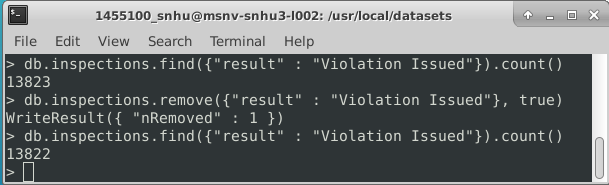 1455100_snhu@msnv-snhu3-l002: /usr/local/datasets
File Edit View Search Terminal Help
> db.inspections.find({"result" : "Violation Issued"}).count()
13823
> db.inspections.remove({"result" : "Violation Issued"}, true)
WriteResult({ "nRemoved" : 1 })
> db.inspections.find({"result" : "Violation Issued"}).count()
13822
>